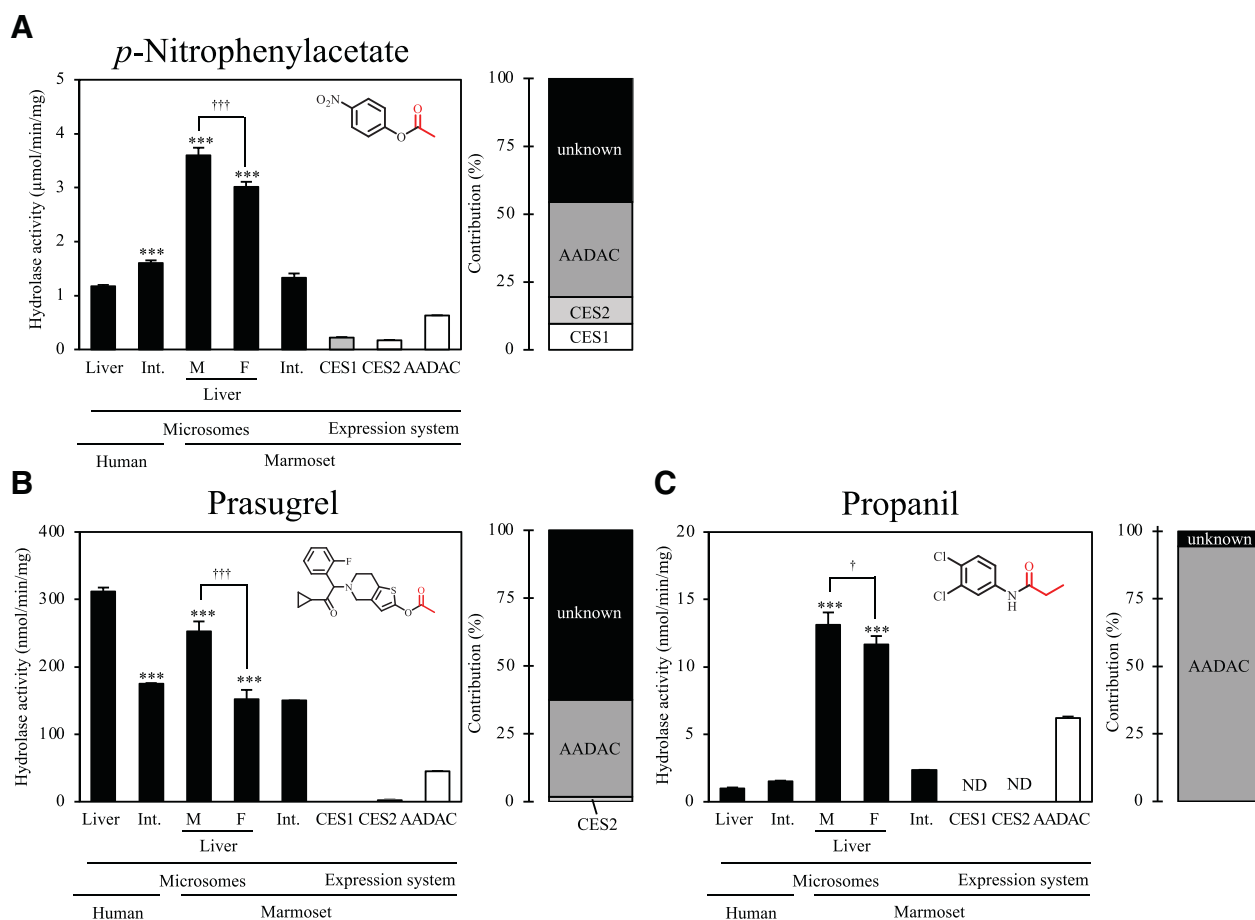 A
p-Nitrophenylacetate
Hydrolase activity (μmol/min/mg)
5
4
3
2
1
0
***
***
***
†††
O₂N
O
O
Liver Int. M F Int. CES1 CES2 AADAC
Liver
Microsomes Expression system
Human Marmoset
Contribution (%)
100
75
50
25
0
unknown
AADAC
CES2
CES1
B
Prasugrel
Hydrolase activity (nmol/min/mg)
400
300
200
100
0
***
***
***
†††
F
N
S
O
O
O
Liver Int. M F Int. CES1 CES2 AADAC
Liver
Microsomes Expression system
Human Marmoset
Contribution (%)
100
75
50
25
0
unknown
AADAC
CES2
C
Propanil
Hydrolase activity (nmol/min/mg)
20
15
10
5
0
***
***
†
ND ND
Cl
Cl
N
H
O
Liver Int. M F Int. CES1 CES2 AADAC
Liver
Microsomes Expression system
Human Marmoset
Contribution (%)
100
75
50
25
0
unknown
AADAC